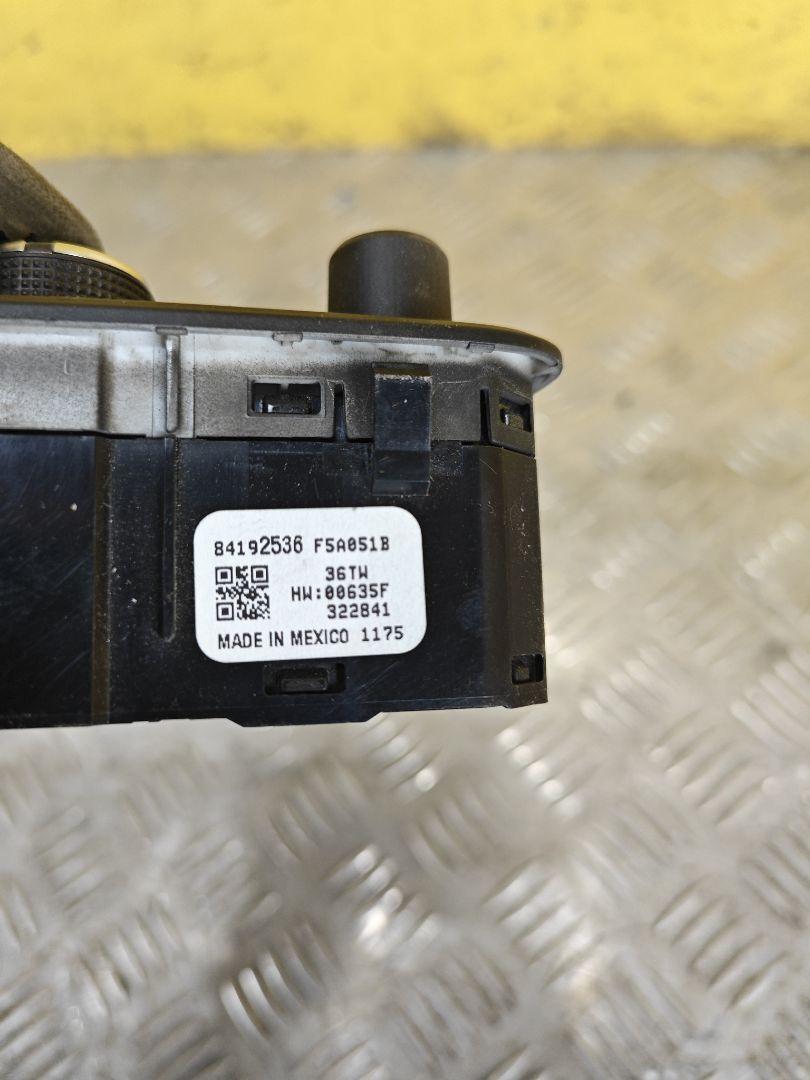 84192536 F5A051B
36TW
HW:00635F
322841
MADE IN MEXICO 1175